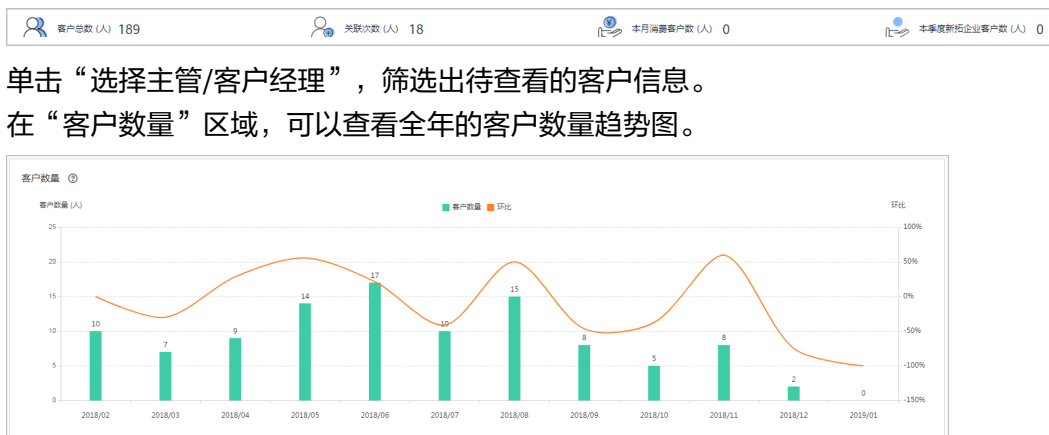 客户总数 (人) 189 关联次数 (人) 18 本月消费客户数 (人) 0 本季度新拓企业客户数 (人) 0
单击“选择主管/客户经理”，筛选出待查看的客户信息。
在“客户数量”区域，可以查看全年的客户数量趋势图。
客户数量 ?
客户数量 (人) 客户数量 环比 环比
25 100%
20 50%
15 0%
10 -50%
5 -100%
0 -150%
10 7 9 14 17 10 15 8 5 8 2 0
2018/02 2018/03 2018/04 2018/05 2018/06 2018/07 2018/08 2018/09 2018/10 2018/11 2018/12 2019/01